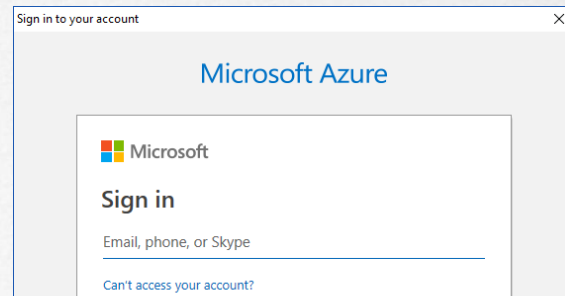 Sign in to your account
Microsoft Azure
Microsoft
Sign in
Email, phone, or Skype
Can't access your account?